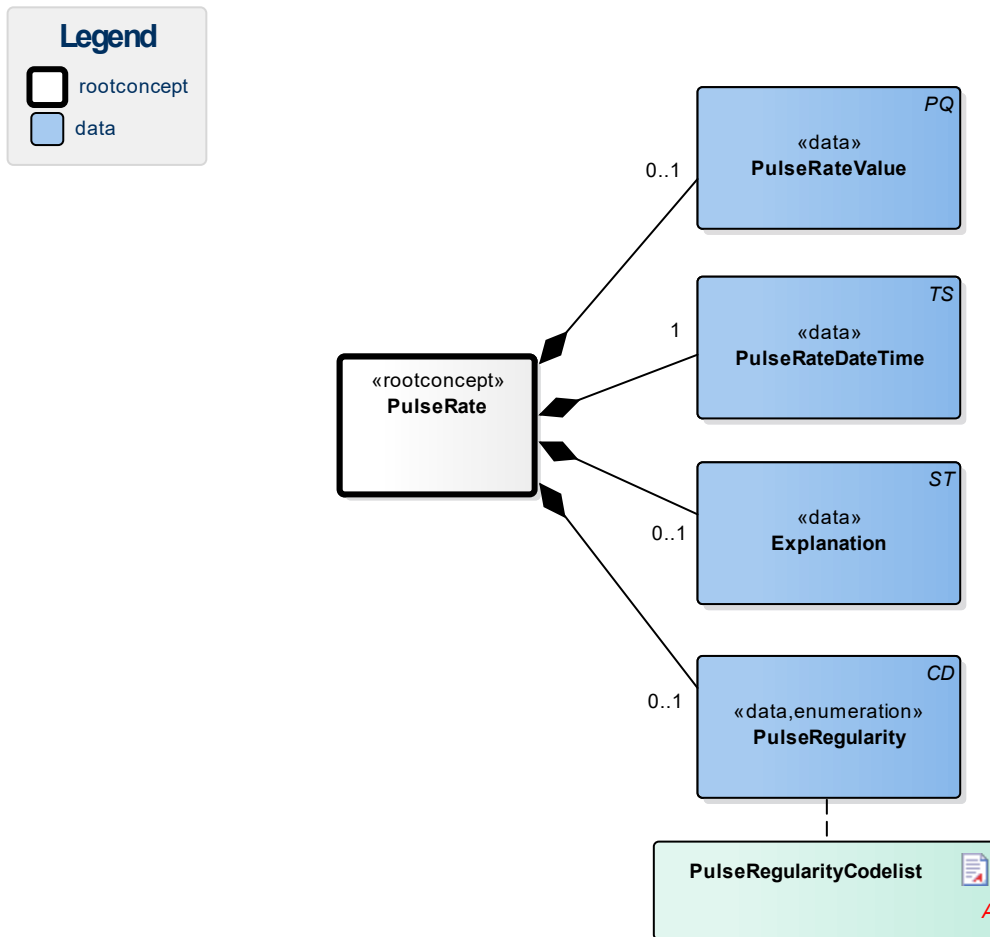 Legend
rootconcept
data
PQ
«data»
PulseRateValue
0..1
TS
«data»
PulseRateDateTime
1
«rootconcept»
PulseRate
ST
«data»
Explanation
0..1
CD
«data,enumeration»
PulseRegularity
0..1
PulseRegularityCodelist